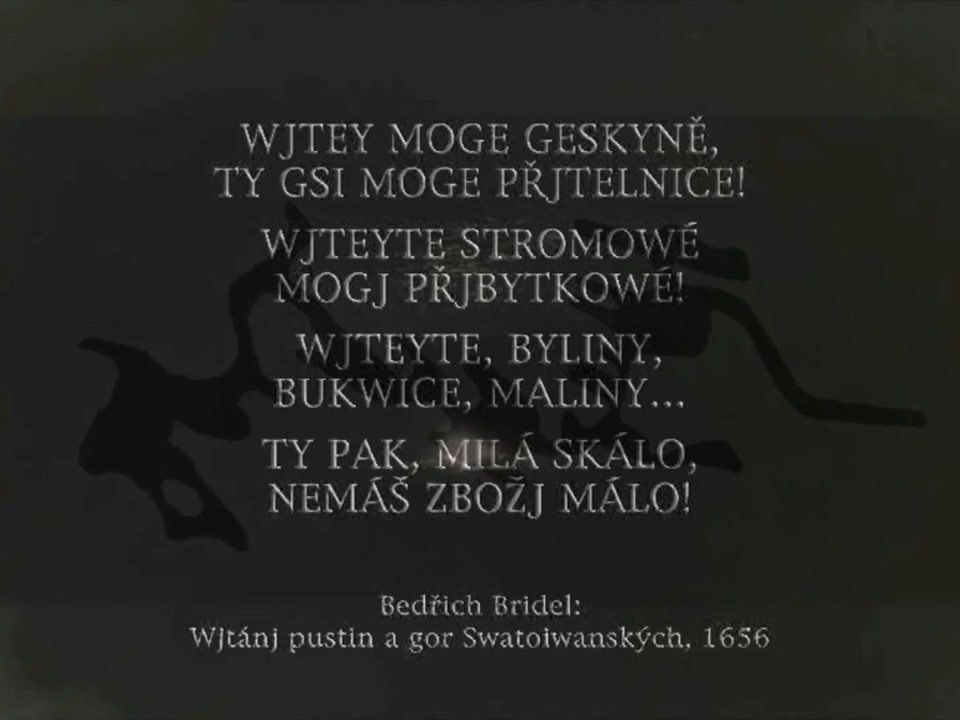 WJTEY MOGE GESKYNĚ,
TY GSI MOGE PŘJTELNICE!
WJTEYTE STROMOWÉ
MOGJ PŘJBYTKOWÉ!
WJTEYTE, BYLINY,
BUKWICE, MALINY...
TY PAK, MILÁ SKÁLO,
NEMÁŠ ZBOŽJ MÁLO!
Bedřich Bridel:
Wjtánj pustin a gor Swatoiwanských, 1656